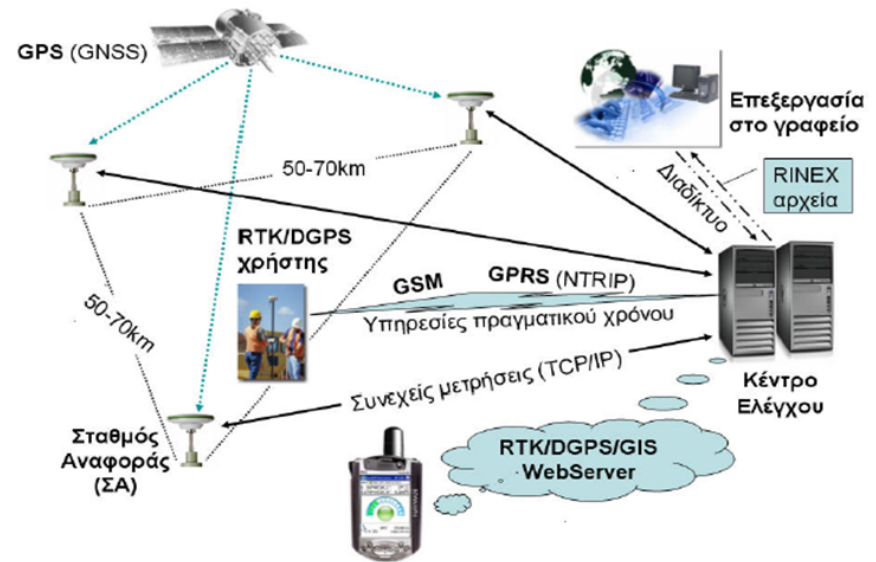 GPS (GNSS)
50-70km
Επεξεργασία
στο γραφείο
RINEX
αρχεία
Διαδίκτυο
RTK/DGPS
χρήστης
GSM
GPRS (NTRIP)
Υπηρεσίες πραγματικού χρόνου
50-70km
Συνεχείς μετρήσεις (TCP/IP)
Κέντρο
Ελέγχου
Σταθμός
Αναφοράς
(ΣΑ)
RTK/DGPS/GIS
WebServer